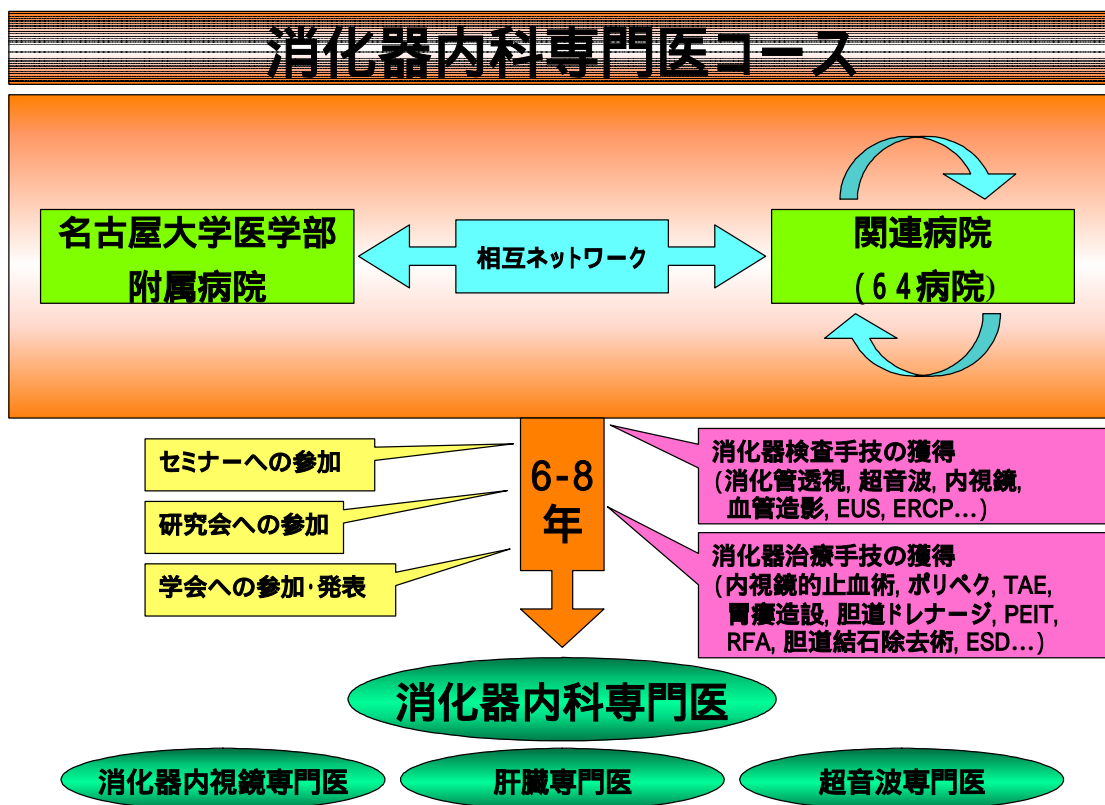 消化器内科専門医コース
名古屋大学医学部
附属病院
相互ネットワーク
関連病院
(６４病院)
セミナーへの参加
研究会への参加
学会への参加・発表
6-8
年
消化器検査手技の獲得
(消化管透視, 超音波, 内視鏡,
血管造影, EUS, ERCP…)
消化器治療手技の獲得
(内視鏡的止血術, ポリペク, TAE,
胃瘻造設, 胆道ドレナージ, PEIT,
RFA, 胆道結石除去術, ESD…)
消化器内科専門医
消化器内視鏡専門医
肝臓専門医
超音波専門医